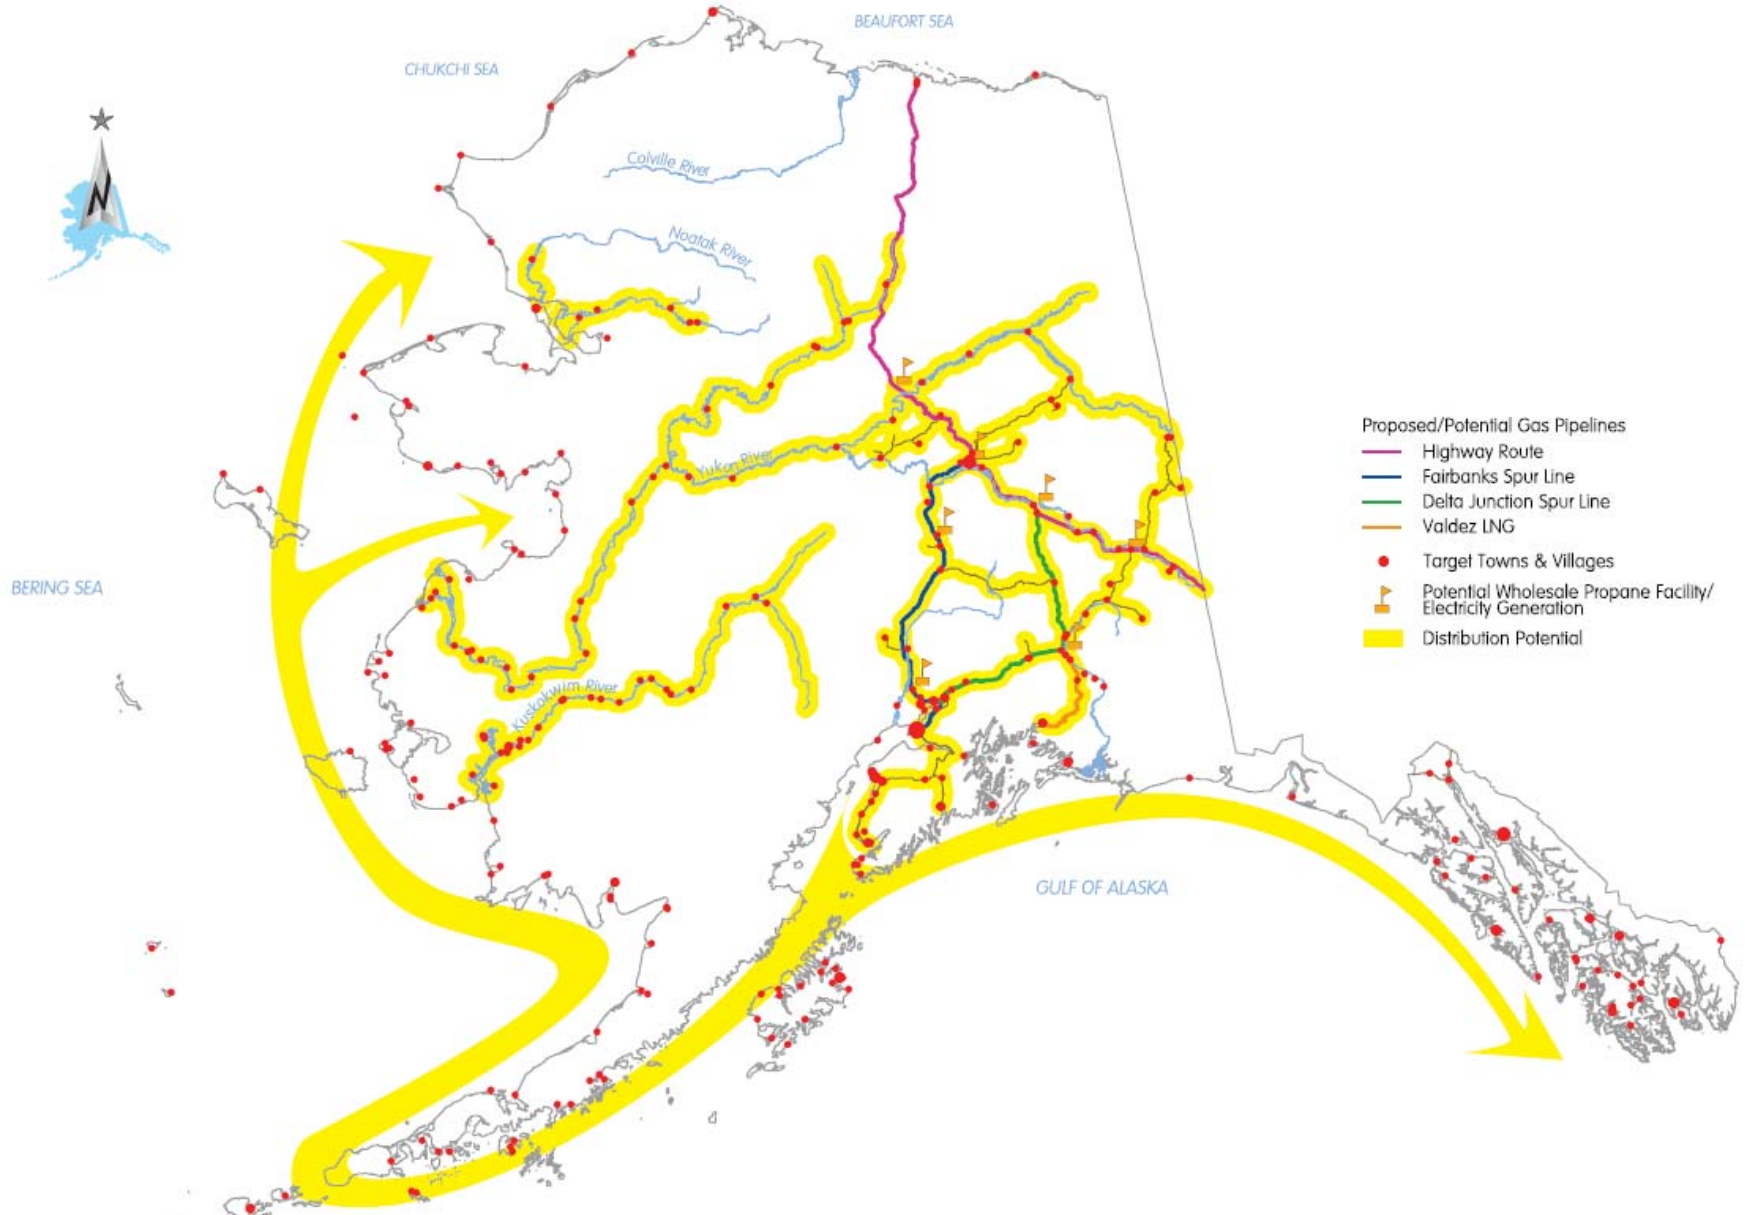 BEAUFORT SEA
CHUKCHI SEA
N
Colville River
Noatak River
Yukon River
Kuskokwim River
BERING SEA
GULF OF ALASKA
Proposed/Potential Gas Pipelines
Highway Route
Fairbanks Spur Line
Delta Junction Spur Line
Valdez LNG
Target Towns & Villages
Potential Wholesale Propane Facility/
Electricity Generation
Distribution Potential